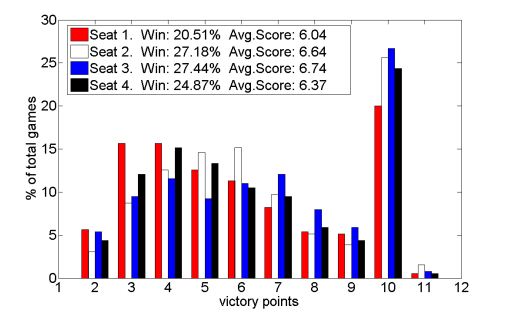 30
Seat 1. Win: 20.51% Avg.Score: 6.04
Seat 2. Win: 27.18% Avg.Score: 6.64
Seat 3. Win: 27.44% Avg.Score: 6.74
Seat 4. Win: 24.87% Avg.Score: 6.37
25
20
15
10
5
0
% of total games
1 2 3 4 5 6 7 8 9 10 11 12
victory points